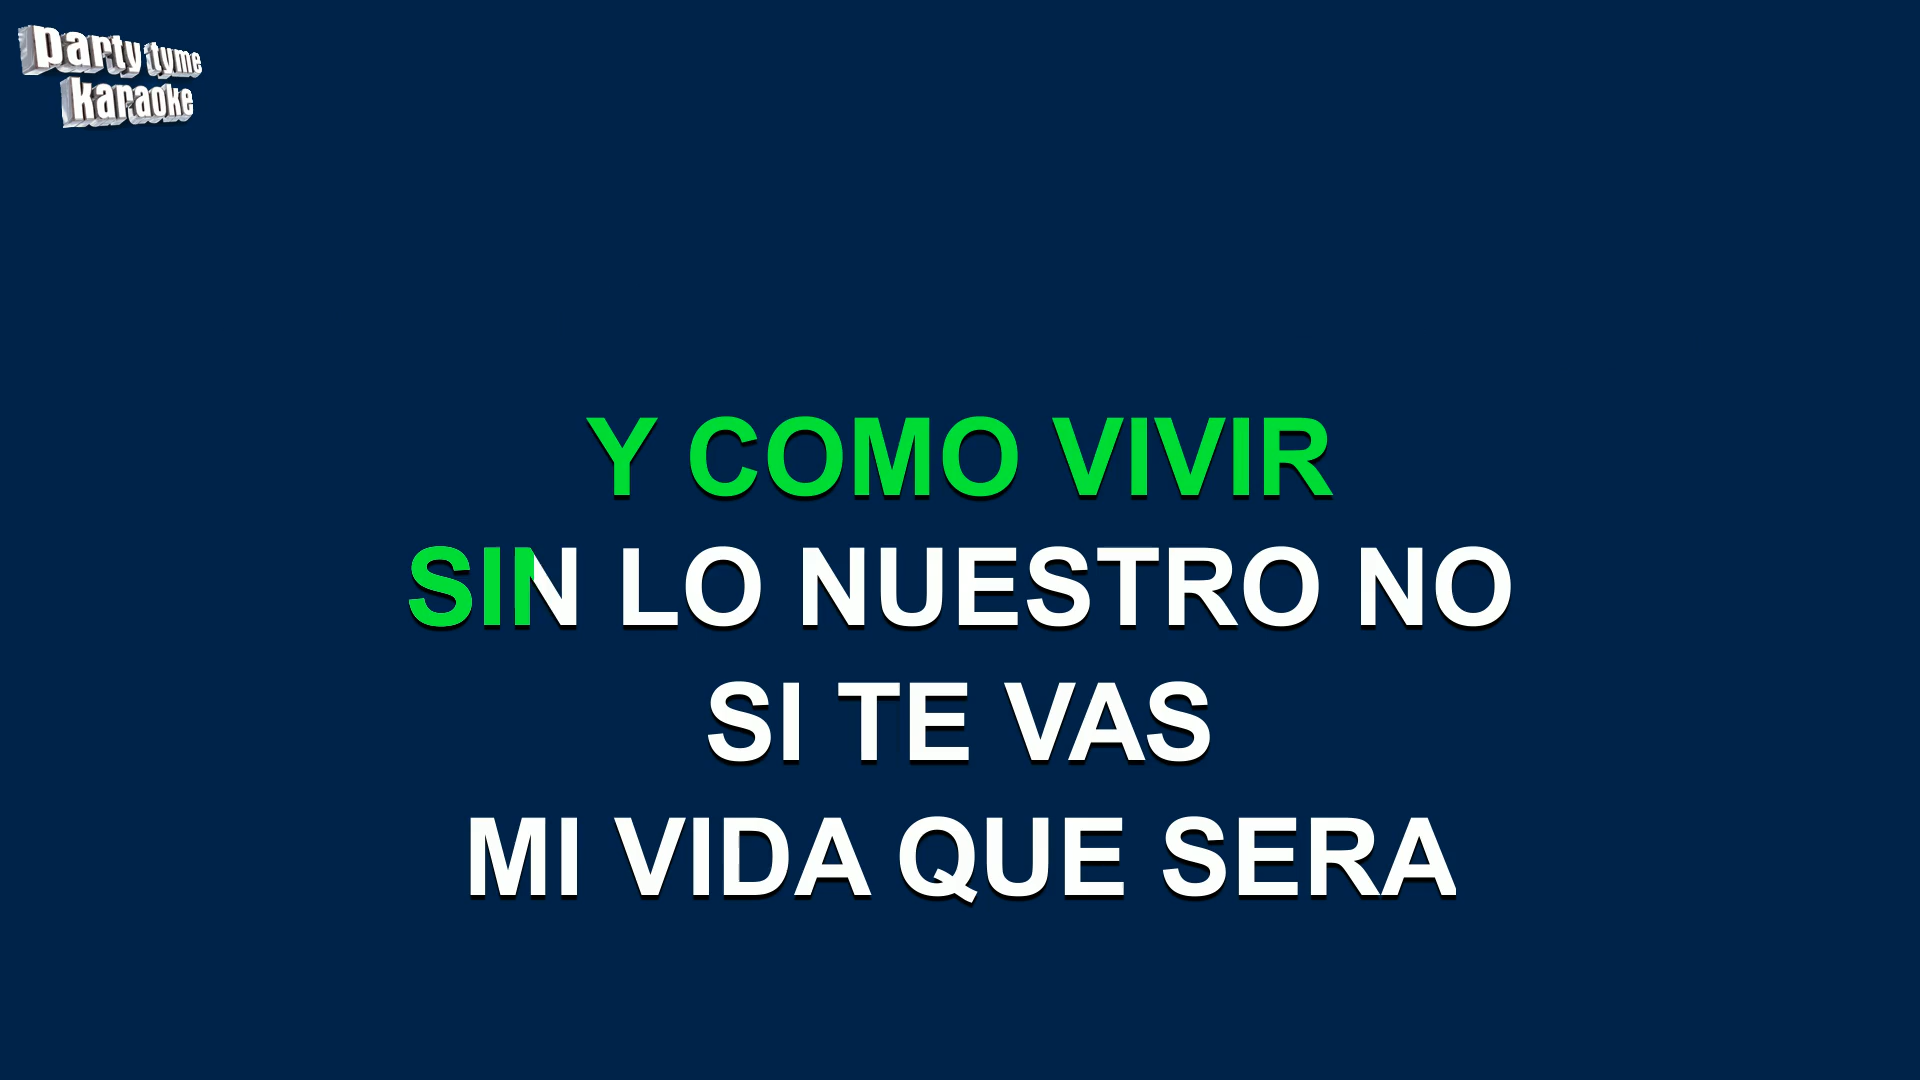 party tyme
karaoke
Y COMO VIVIR
SIN LO NUESTRO NO
SI TE VAS
MI VIDA QUE SERA